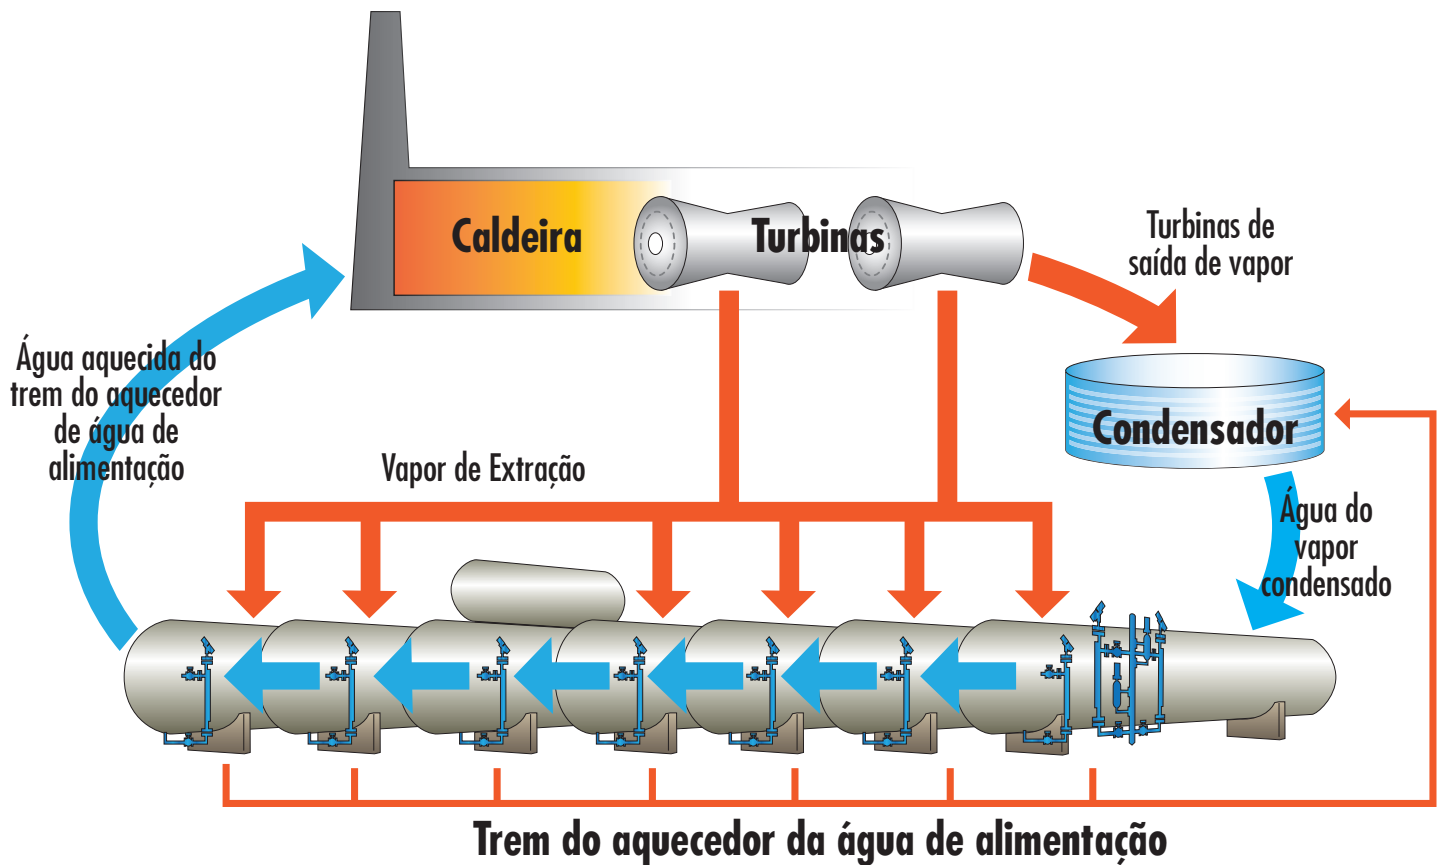 Caldeira
Turbinas
Turbinas de
saída de vapor
Água aquecida do
trem do aquecedor
de água de
alimentação
Condensador
Vapor de Extração
Água do
vapor
condensado
Trem do aquecedor da água de alimentação